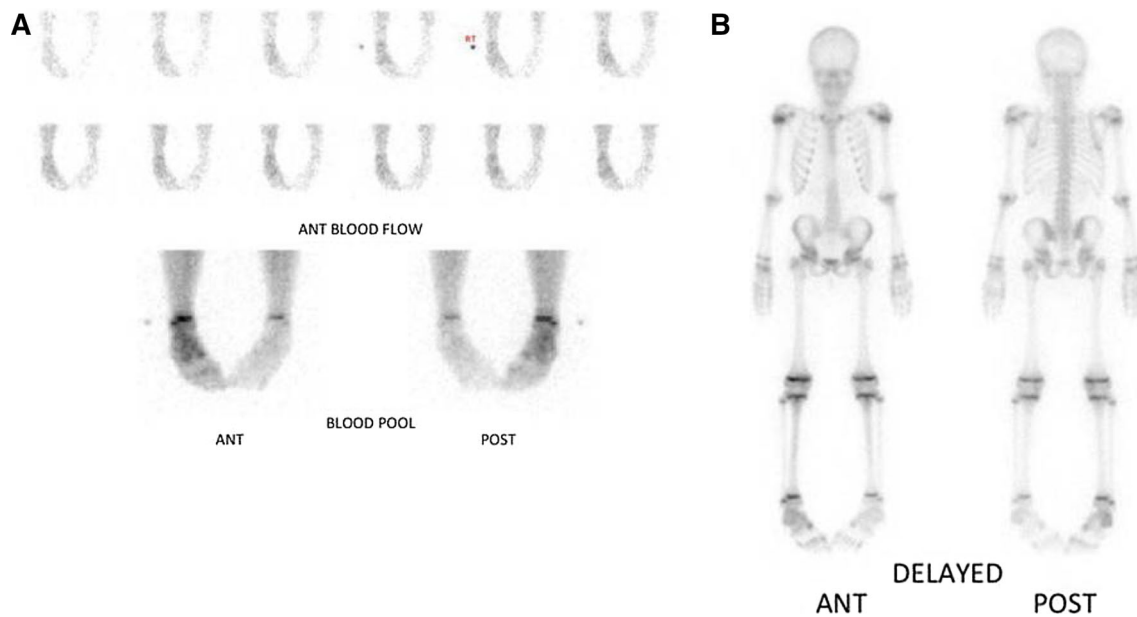 A
RT
ANT BLOOD FLOW
BLOOD POOL
ANT
POST
B
DELAYED
ANT
POST